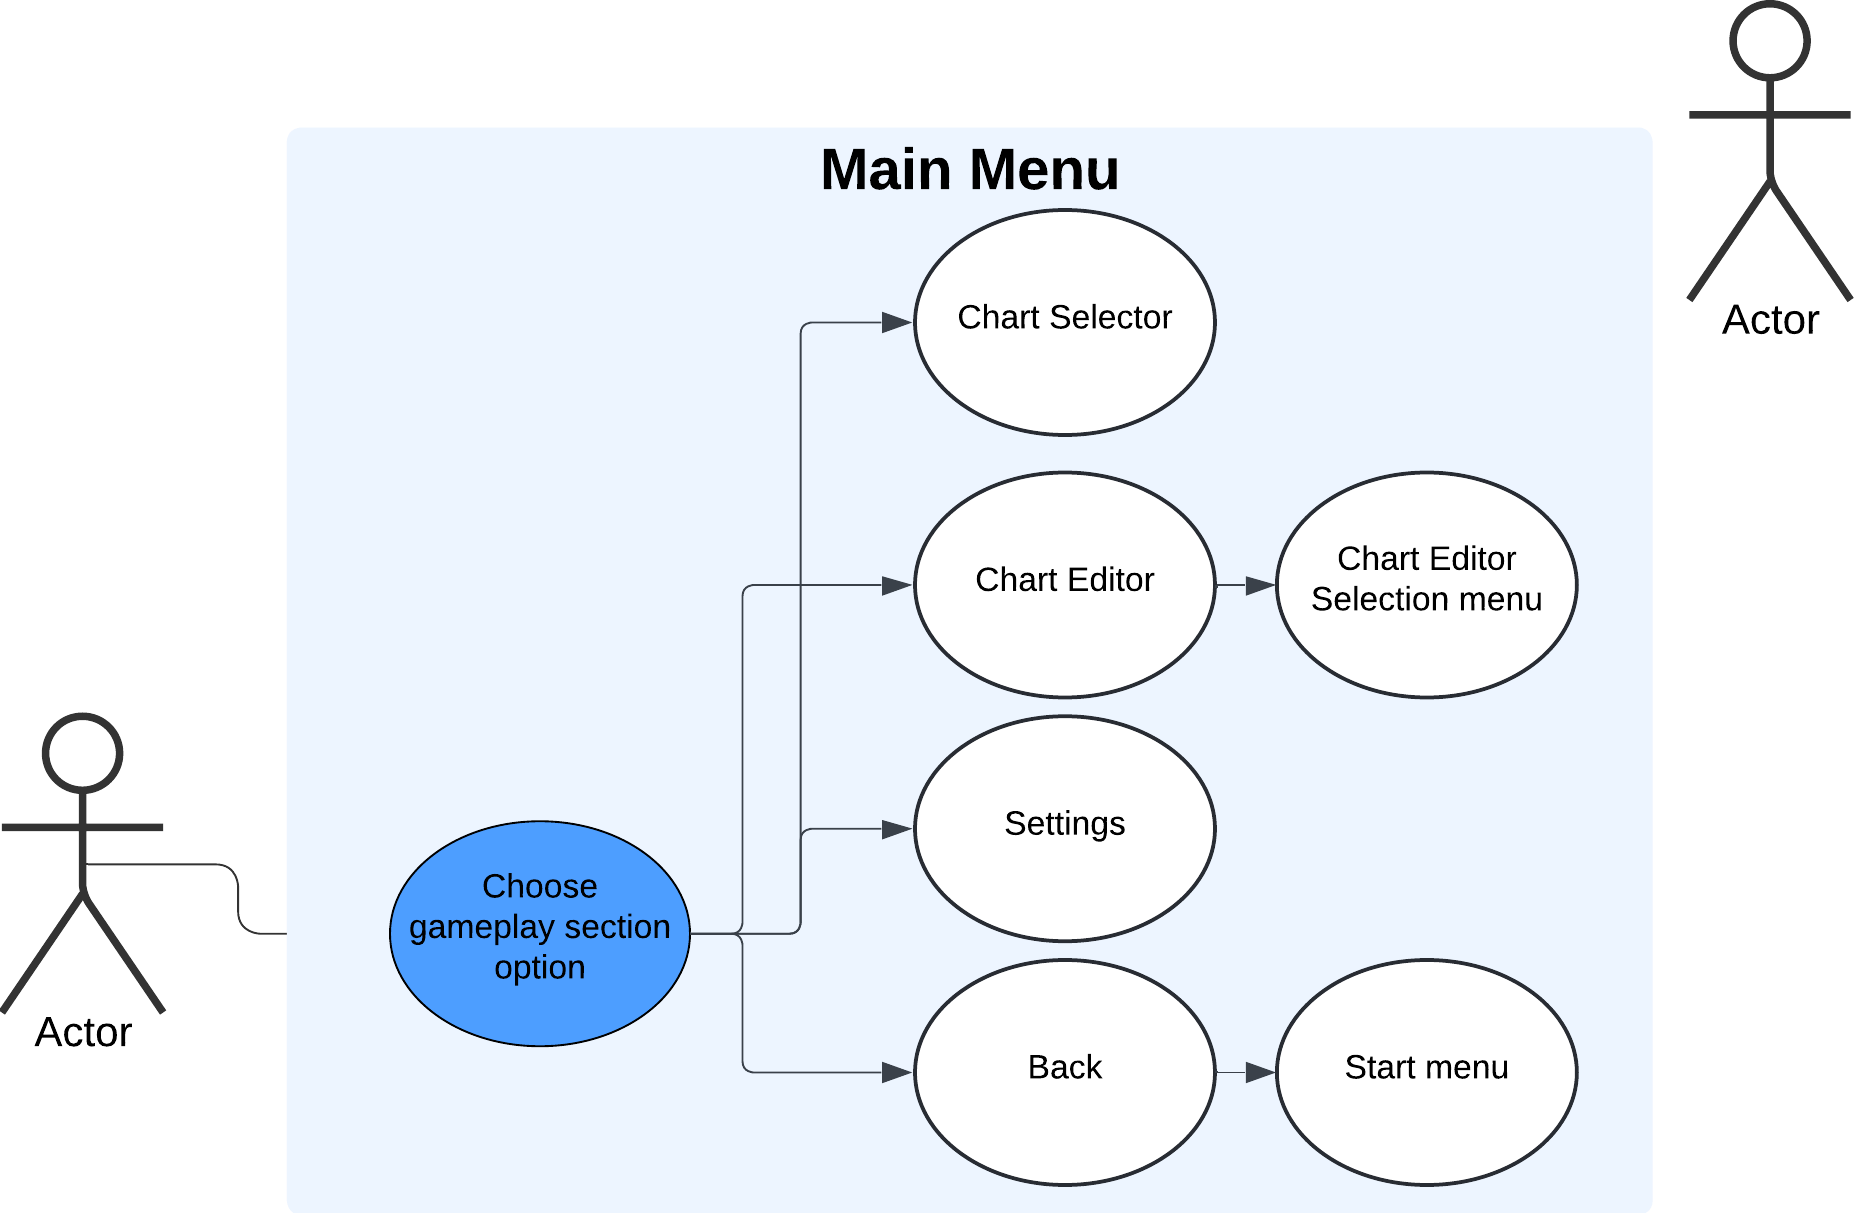 Main Menu
Actor
Chart Selector
Chart Editor
Chart Editor
Selection menu
Settings
Choose
gameplay section
option
Actor
Back
Start menu